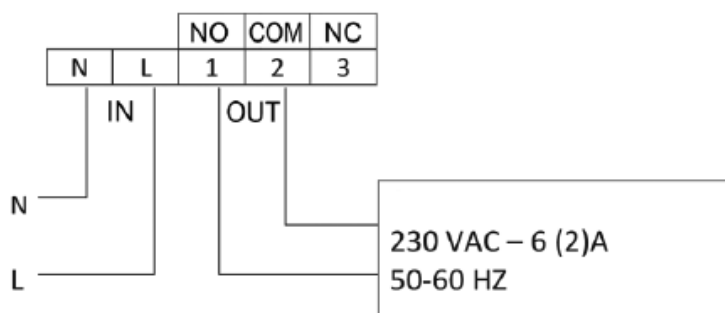 NO COM NC
N L 1 2 3
IN OUT
N
230 VAC – 6 (2)A
L 50-60 HZ